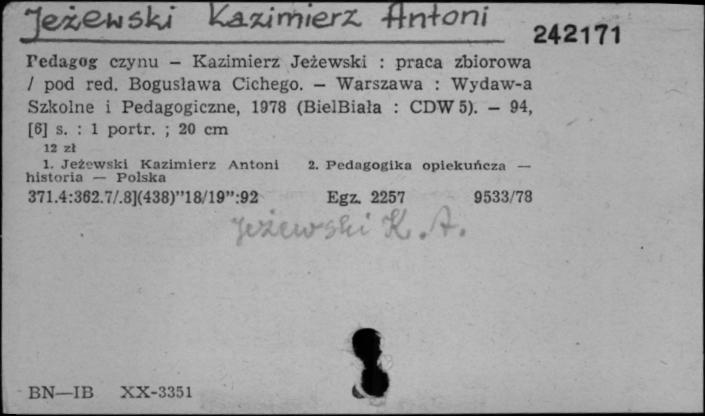 Jeżewski Kazimierz Antoni
242171
Pedagog czynu – Kazimierz Jeżewski : praca zbiorowa
/ pod red. Bogusława Cichego. – Warszawa : Wydaw-a
Szkolne i Pedagogiczne, 1978 (BielBiała : CDW 5). – 94,
[6] s. : 1 portr. ; 20 cm
12 zł
1. Jeżewski Kazimierz Antoni 2. Pedagogika opiekuńcza —
historia — Polska
371.4:362.7/.8](438)”18/19”:92 Egz. 2257 9533/78
Jeżewski K. A.
BN—IB XX-3351